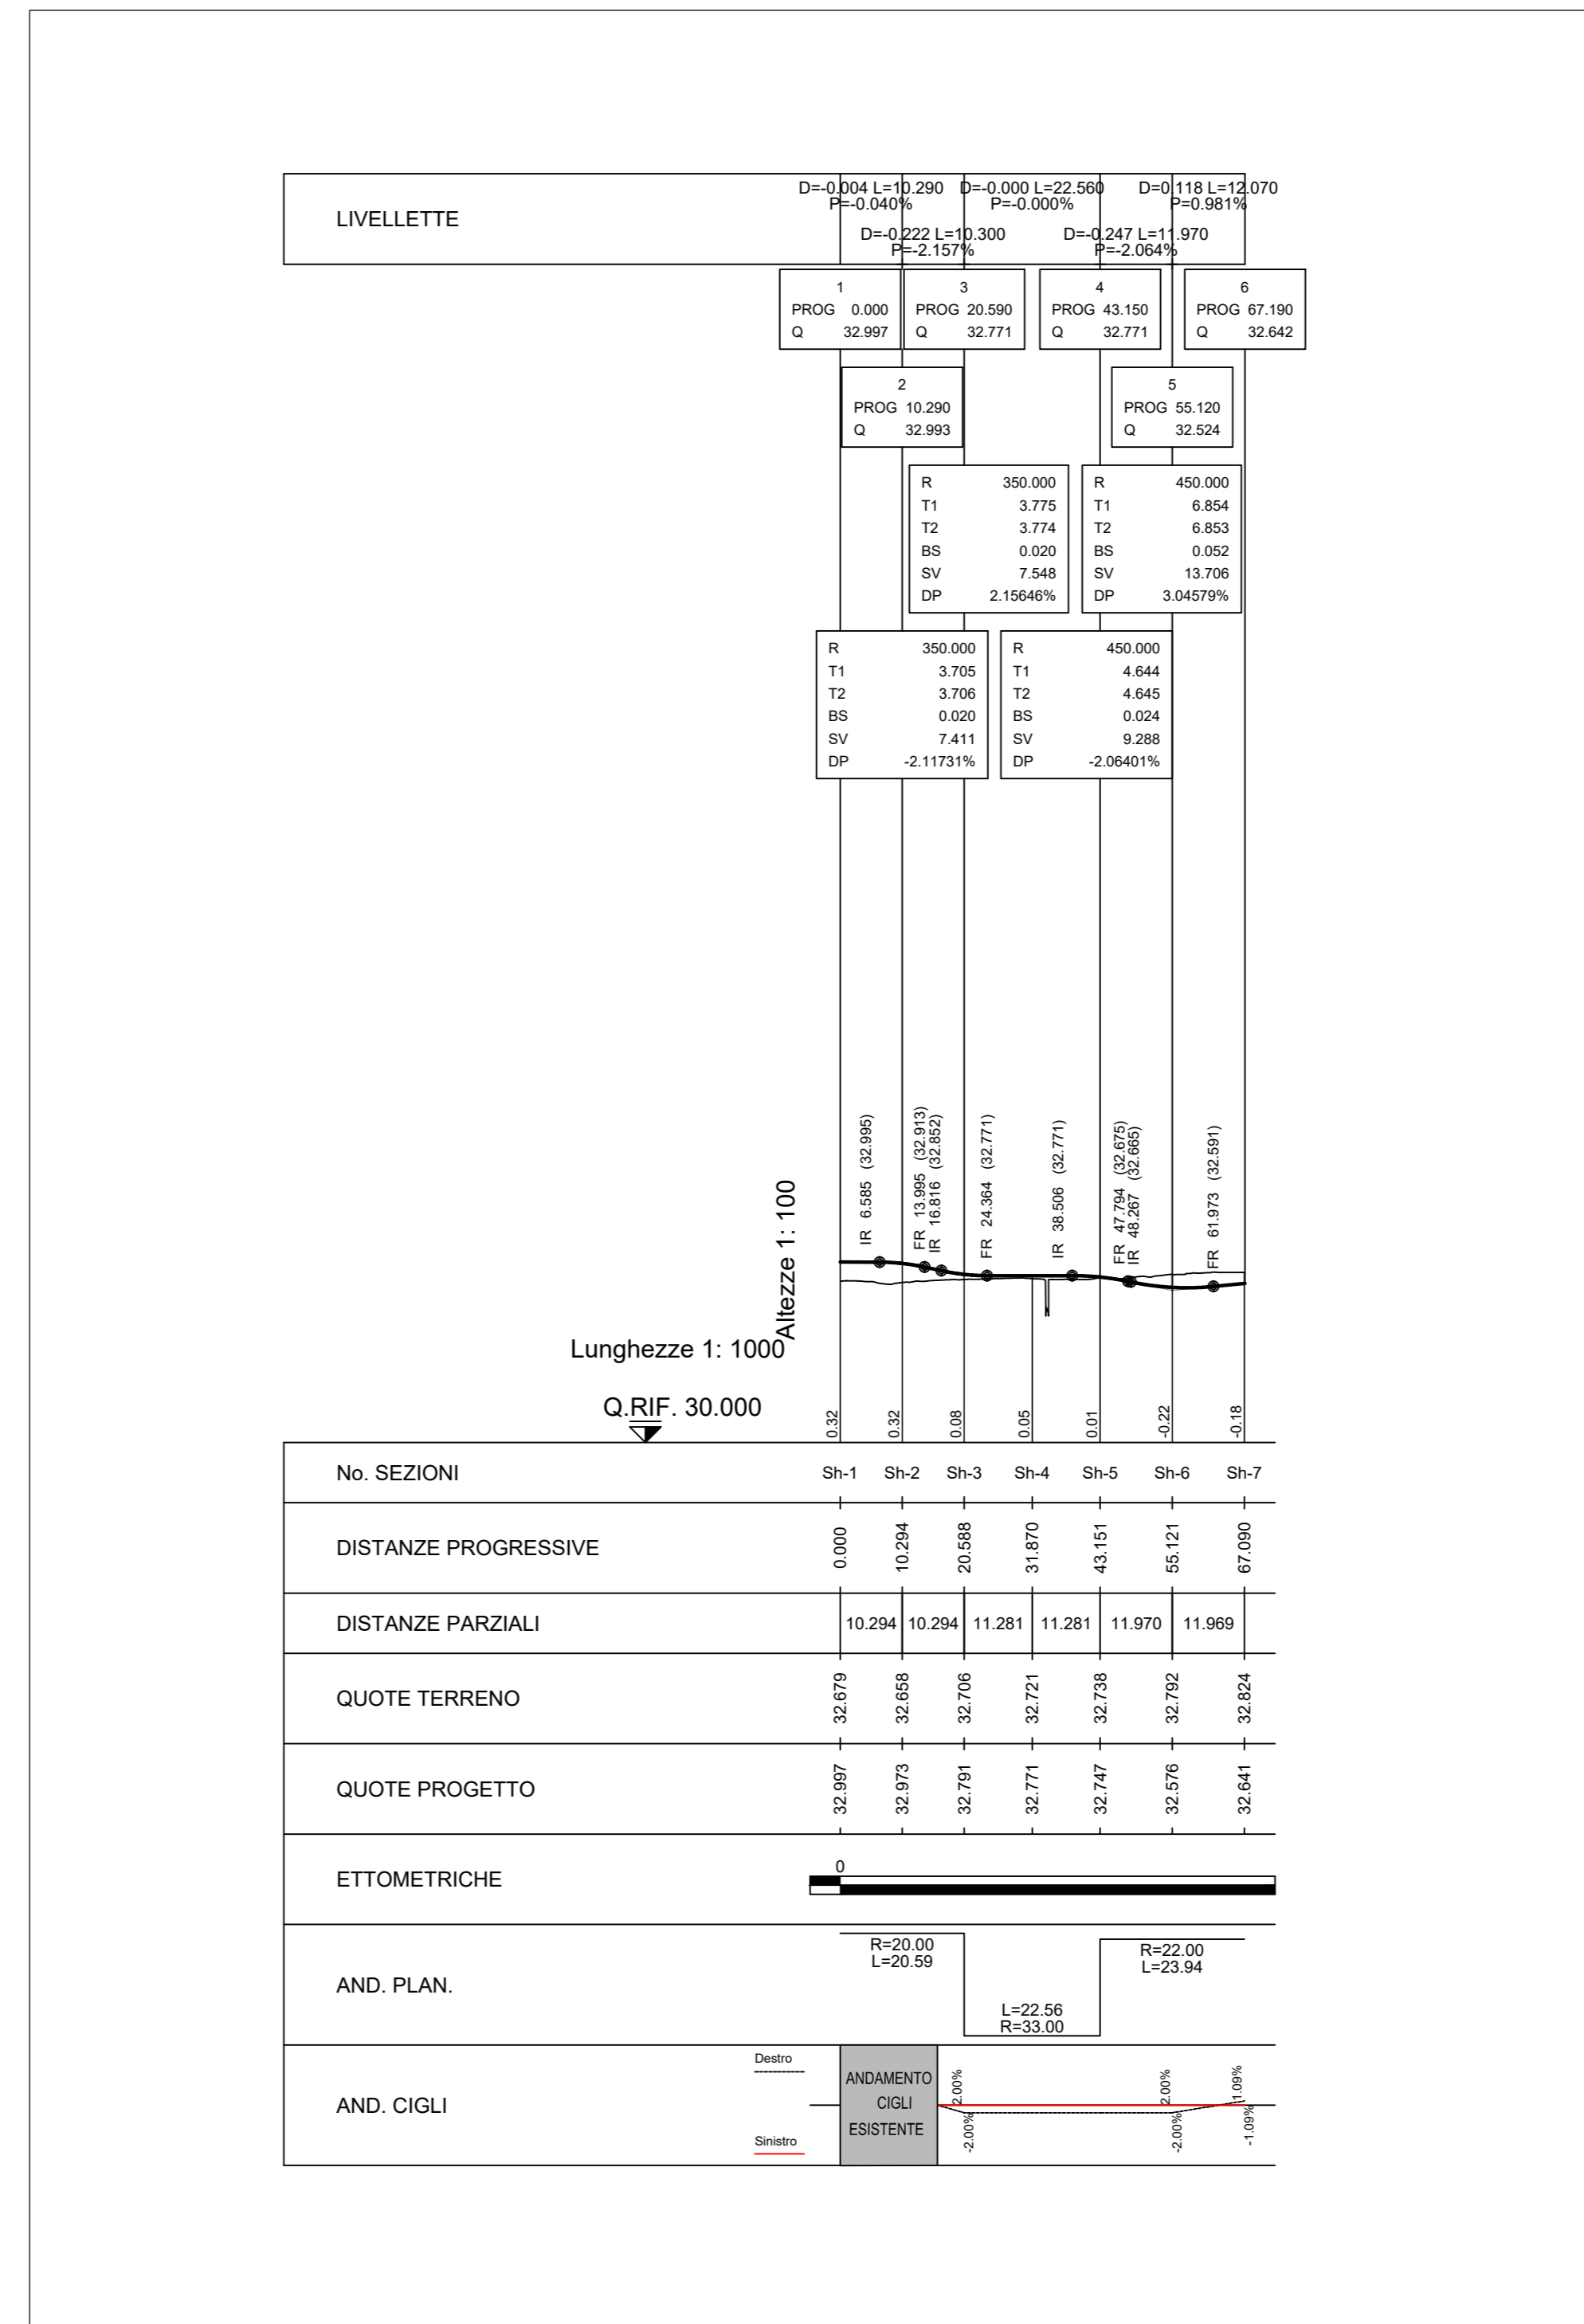 LIVELLETTE
D=-0.004 L=10.290
P=-0.040%
D=-0.000 L=22.560
P=-0.000%
D=0.118 L=12.070
P=0.981%
D=-0.222 L=10.300
P=-2.157%
D=-0.247 L=11.970
P=-2.064%
1
PROG 0.000
Q 32.997
3
PROG 20.590
Q 32.771
4
PROG 43.150
Q 32.771
6
PROG 67.190
Q 32.642
2
PROG 10.290
Q 32.993
5
PROG 55.120
Q 32.524
R 350.000
T1 3.775
T2 3.774
BS 0.020
SV 7.548
DP 2.15646%
R 450.000
T1 6.854
T2 6.853
BS 0.052
SV 13.706
DP 3.04579%
R 350.000
T1 3.705
T2 3.706
BS 0.020
SV 7.411
DP -2.11731%
R 450.000
T1 4.644
T2 4.645
BS 0.024
SV 9.288
DP -2.06401%
IR 6.585 (32.995)
FR 13.995 (32.913)
IR 16.816 (32.852)
FR 24.364 (32.771)
IR 38.506 (32.771)
FR 47.794 (32.675)
IR 48.267 (32.665)
FR 61.973 (32.591)
Altezze 1: 100
Lunghezze 1: 1000
Q.RIF. 30.000
0.32 0.32 0.08 0.05 0.01 -0.22 -0.18
No. SEZIONI Sh-1 Sh-2 Sh-3 Sh-4 Sh-5 Sh-6 Sh-7
DISTANZE PROGRESSIVE 0.000 10.294 20.588 31.870 43.151 55.121 67.090
DISTANZE PARZIALI 10.294 10.294 11.281 11.281 11.970 11.969
QUOTE TERRENO 32.679 32.658 32.706 32.721 32.738 32.792 32.824
QUOTE PROGETTO 32.997 32.973 32.791 32.771 32.747 32.576 32.641
ETTOMETRICHE 0
AND. PLAN.
R=20.00
L=20.59
L=22.56
R=33.00
R=22.00
L=23.94
AND. CIGLI
Destro
Sinistro
ANDAMENTO
CIGLI
ESISTENTE
2.00% 2.00% 1.09%
-2.00% -2.00% -1.09%